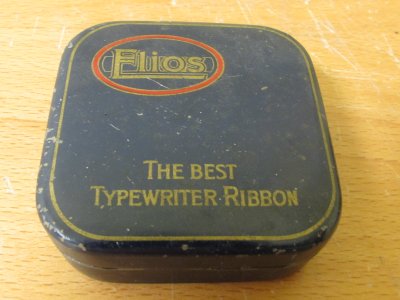 Elios
THE BEST
TYPEWRITER RIBBON